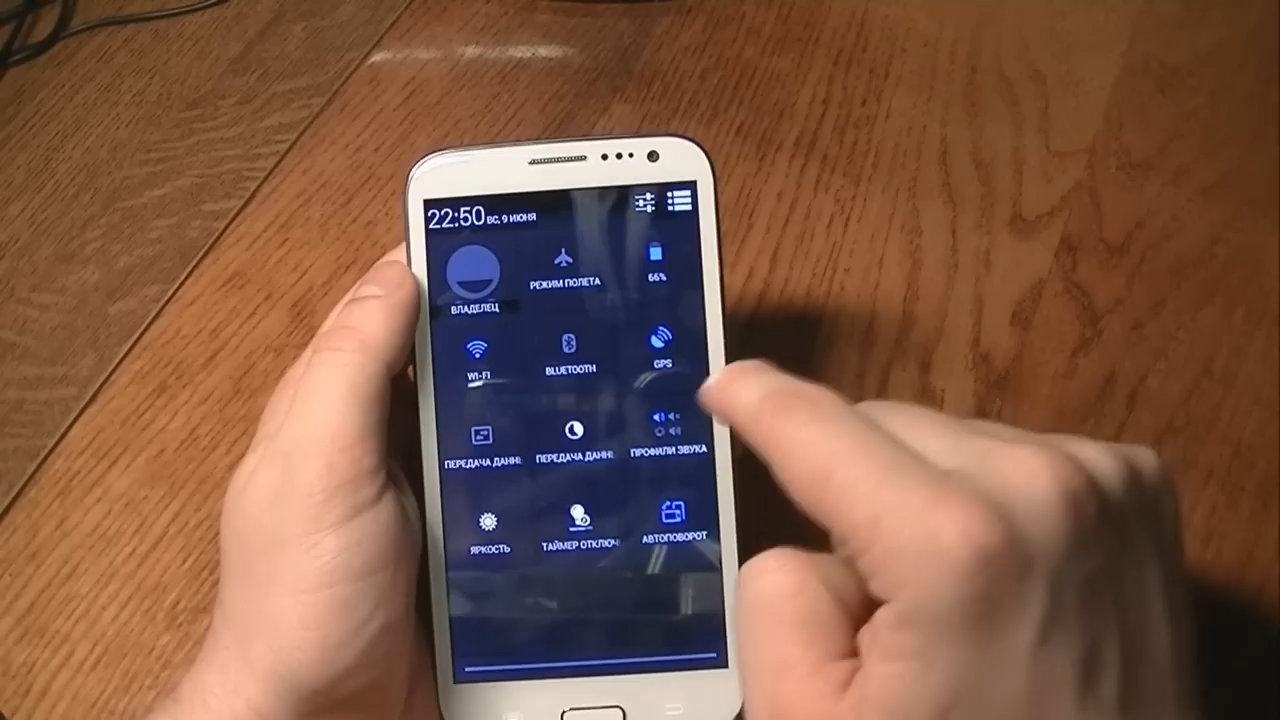 22:50 ВС, 9 ИЮНЯ
ВЛАДЕЛЕЦ
РЕЖИМ ПОЛЕТА
66%
WI-FI
BLUETOOTH
GPS
ПЕРЕДАЧА ДАНН
ПЕРЕДАЧА ДАНН
ПРОФИЛИ ЗВУКА
ЯРКОСТЬ
ТАЙМЕР ОТКЛЮЧ
АВТОПОВОРОТ